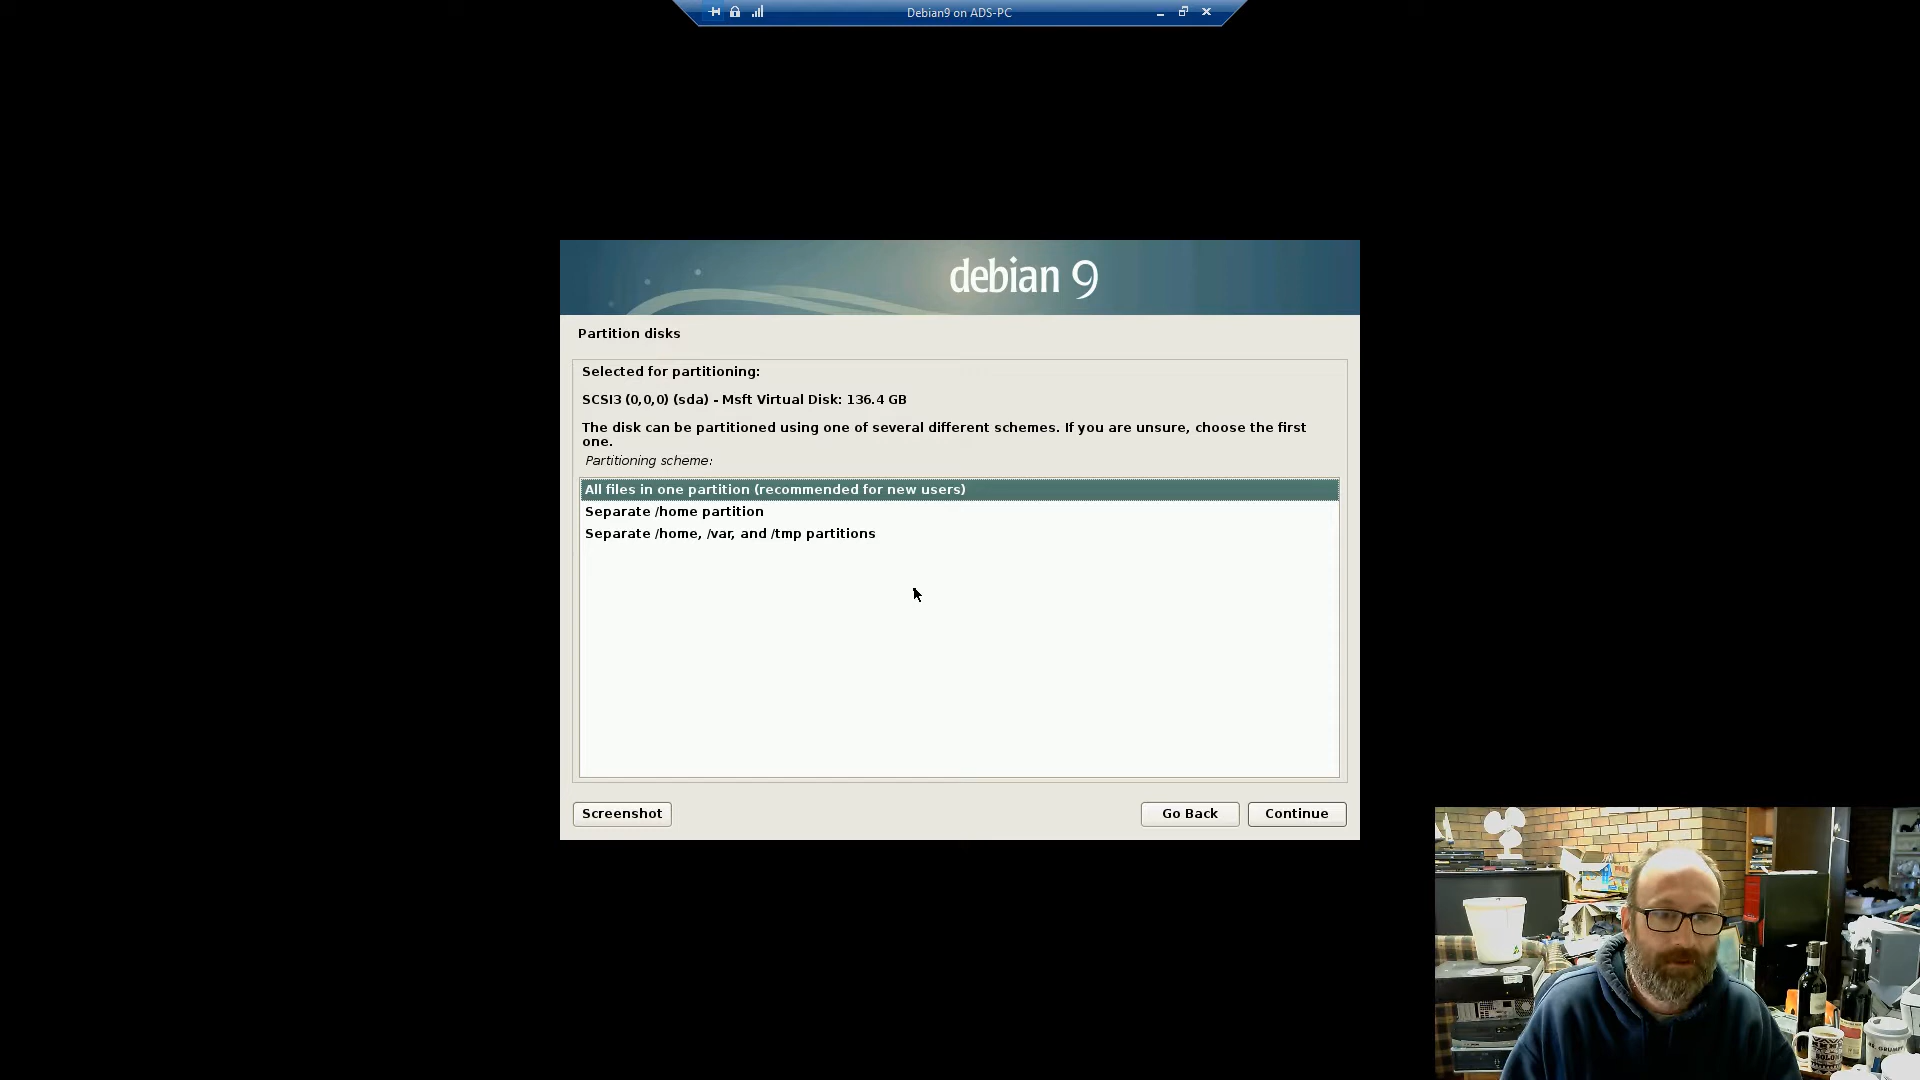 Debian9 on ADS-PC
debian 9
Partition disks
Selected for partitioning:
SCSI3 (0,0,0) (sda) - Msft Virtual Disk: 136.4 GB
The disk can be partitioned using one of several different schemes. If you are unsure, choose the first
one.
Partitioning scheme:
All files in one partition (recommended for new users)
Separate /home partition
Separate /home, /var, and /tmp partitions
Screenshot
Go Back
Continue